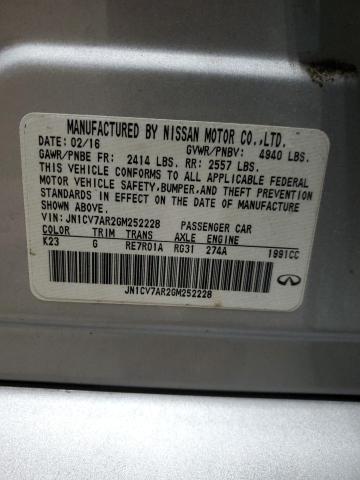 MANUFACTURED BY NISSAN MOTOR CO.,LTD.
DATE: 02/16 GVWR/PNBV: 4940 LBS.
GAWR/PNBE FR: 2414 LBS. RR: 2557 LBS.
THIS VEHICLE CONFORMS TO ALL APPLICABLE FEDERAL
MOTOR VEHICLE SAFETY,BUMPER,AND THEFT PREVENTION
STANDARDS IN EFFECT ON THE DATE OF MANUFACTURE
SHOWN ABOVE.
VIN:JN1CV7AR2GM252228 PASSENGER CAR
COLOR TRIM TRANS AXLE ENGINE
K23 G RE7R01A RG31 274A 1991CC
JN1CV7AR2GM252228